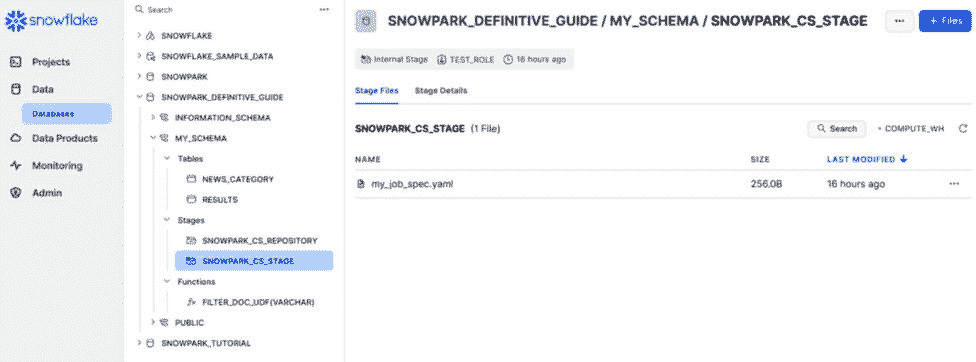 snowflake
Projects
Data
Databases
Data Products
Monitoring
Admin
Search
SNOWFLAKE
SNOWFLAKE_SAMPLE_DATA
SNOWPARK
SNOWPARK_DEFINITIVE_GUIDE
INFORMATION_SCHEMA
MY_SCHEMA
Tables
NEWS_CATEGORY
RESULTS
Stages
SNOWPARK_CS_REPOSITORY
SNOWPARK_CS_STAGE
Functions
FILTER_DOC_UDF(VARCHAR)
PUBLIC
SNOWPARK_TUTORIAL
SNOWPARK_DEFINITIVE_GUIDE / MY_SCHEMA / SNOWPARK_CS_STAGE
... + Files
Internal Stage TEST_ROLE 16 hours ago
Stage Files Stage Details
SNOWPARK_CS_STAGE (1 File) Search • COMPUTE_WH
NAME SIZE LAST MODIFIED
my_job_spec.yaml 256.0B 16 hours ago ...